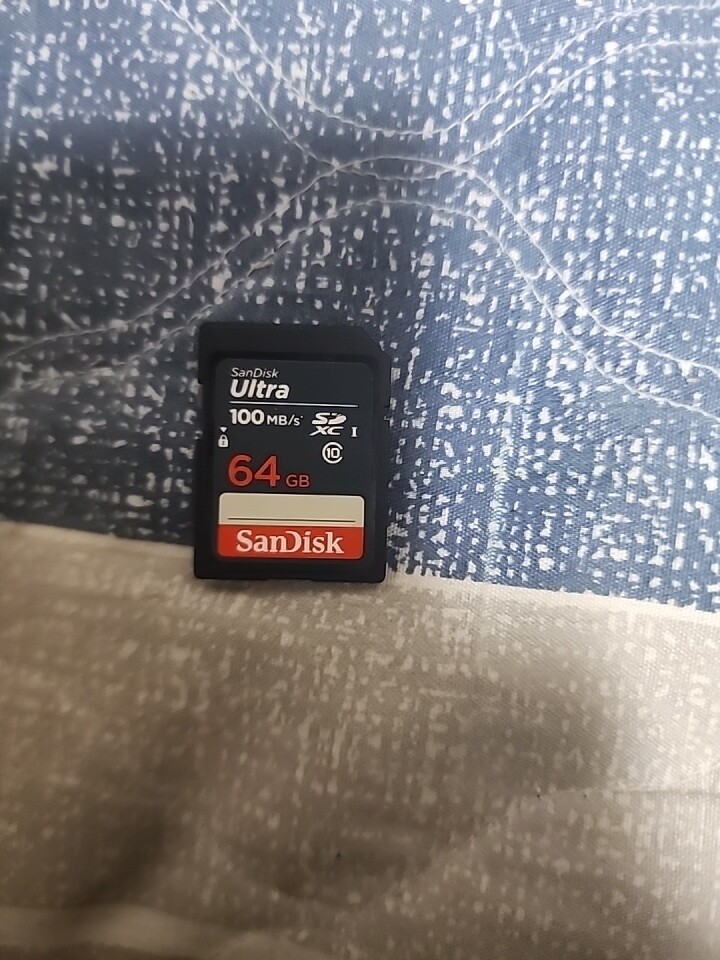 SanDisk
Ultra
100 MB/s
SD XC I
10
64 GB
SanDisk